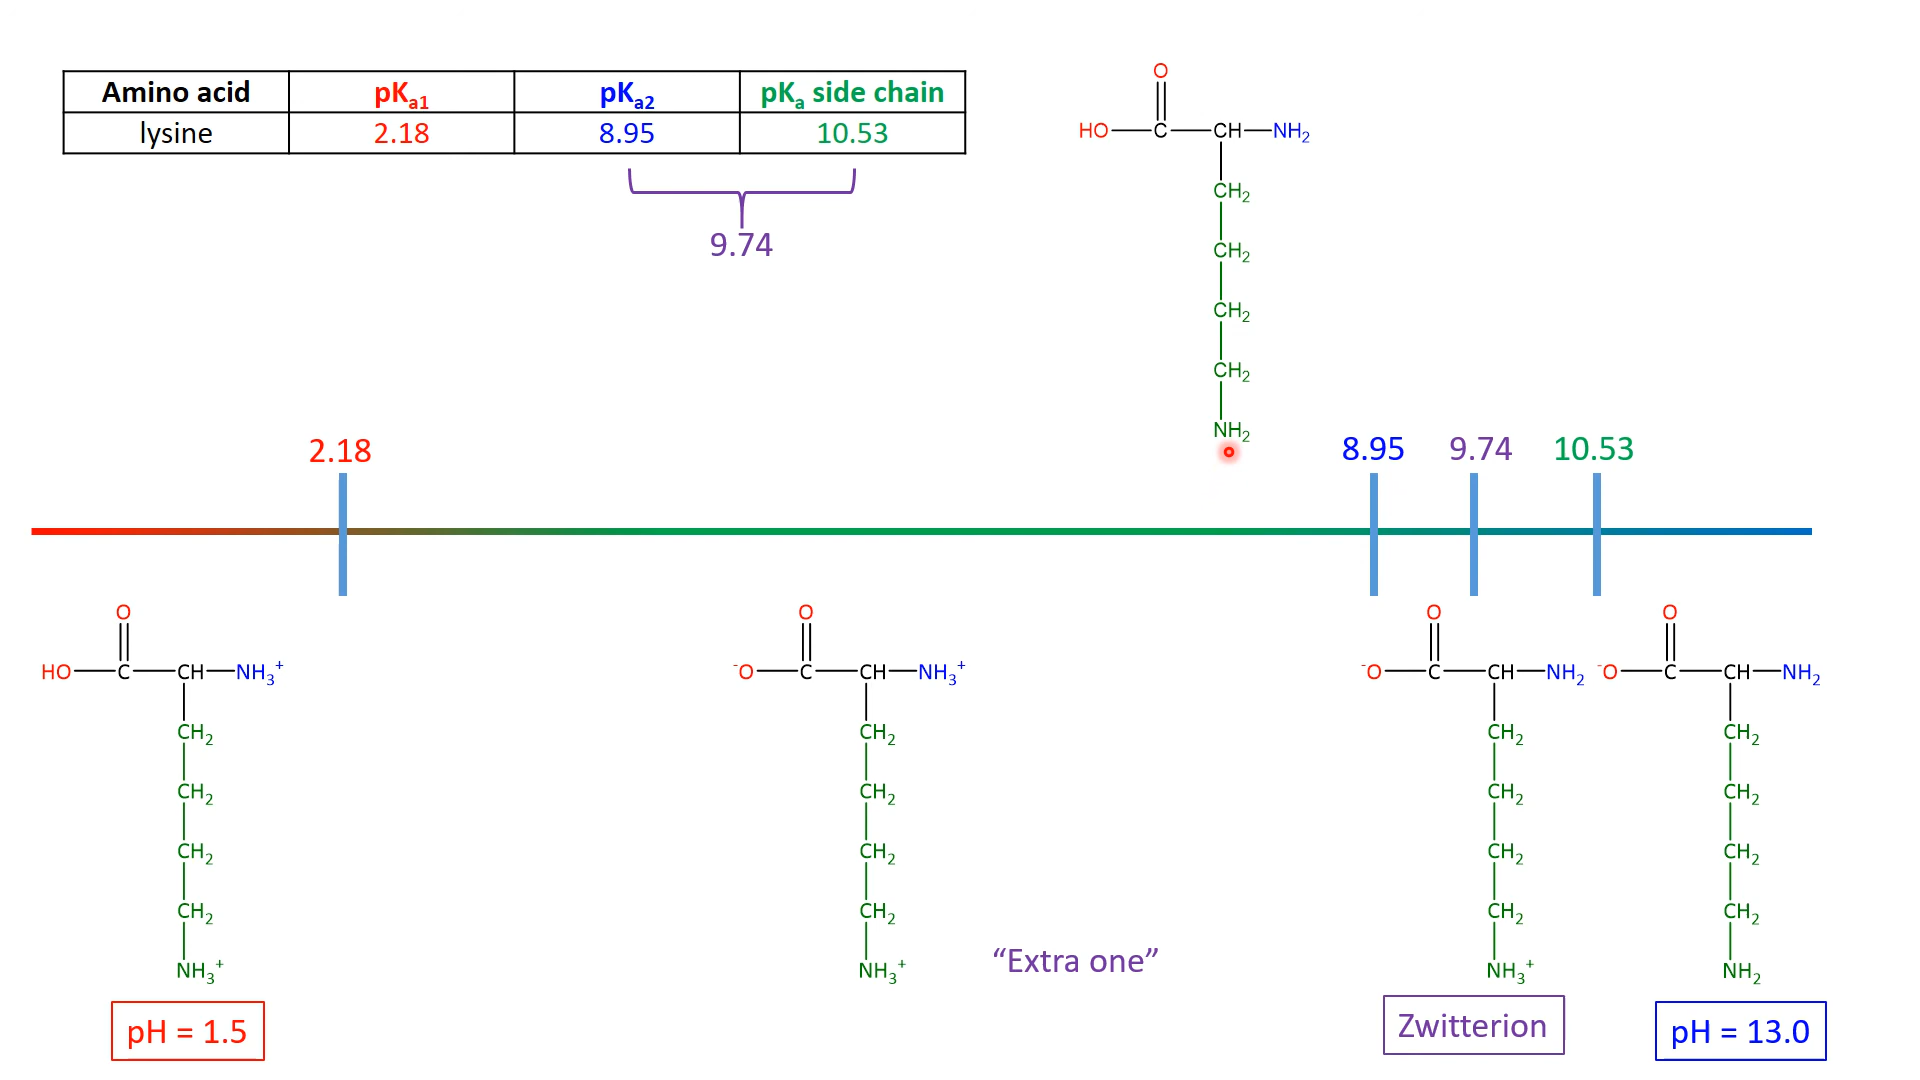 Amino acid pKa1 pKa2 pKa side chain
lysine 2.18 8.95 10.53
9.74
O
HO C CH NH2
CH2
CH2
CH2
CH2
NH2
2.18 8.95 9.74 10.53
O O O O
HO C CH NH3+ -O C CH NH3+ -O C CH NH2 -O C CH NH2
CH2 CH2 CH2 CH2
CH2 CH2 CH2 CH2
CH2 CH2 CH2 CH2
CH2 CH2 CH2 CH2
NH3+ NH3+ “Extra one” NH3+ NH2
pH = 1.5 Zwitterion pH = 13.0